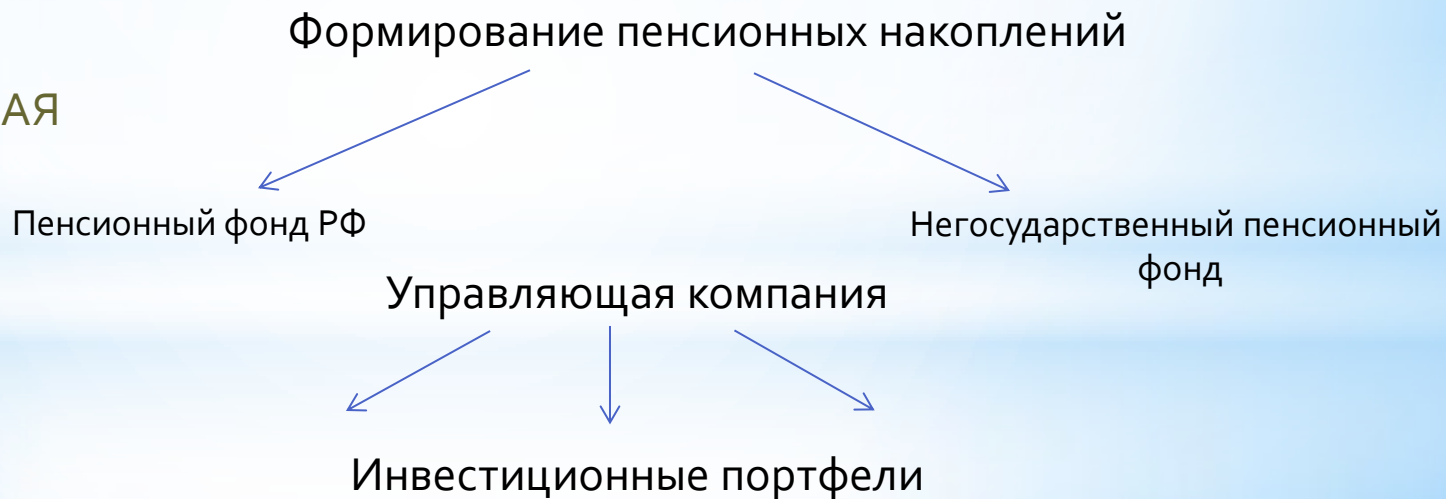 Формирование пенсионных накоплений
АЯ
Пенсионный фонд РФ
Негосударственный пенсионный
фонд
Управляющая компания
Инвестиционные портфели